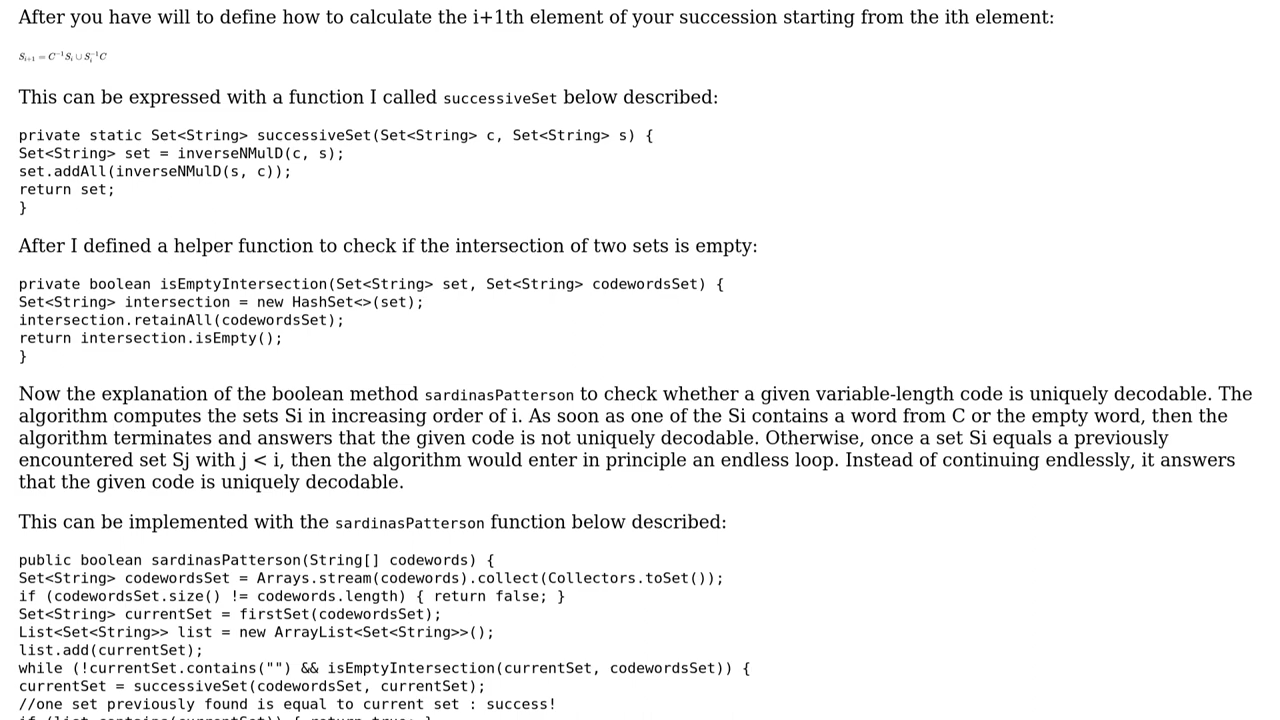 After you have will to define how to calculate the i+1th element of your succession starting from the ith element:
S_{i+1} = C^{-1}S_i ∪ S_i^{-1}C
This can be expressed with a function I called successiveSet below described:
private static Set<String> successiveSet(Set<String> c, Set<String> s) {
Set<String> set = inverseNMulD(c, s);
set.addAll(inverseNMulD(s, c));
return set;
}
After I defined a helper function to check if the intersection of two sets is empty:
private boolean isEmptyIntersection(Set<String> set, Set<String> codewordsSet) {
Set<String> intersection = new HashSet<>(set);
intersection.retainAll(codewordsSet);
return intersection.isEmpty();
}
Now the explanation of the boolean method sardinasPatterson to check whether a given variable-length code is uniquely decodable. The
algorithm computes the sets Si in increasing order of i. As soon as one of the Si contains a word from C or the empty word, then the
algorithm terminates and answers that the given code is not uniquely decodable. Otherwise, once a set Si equals a previously
encountered set Sj with j < i, then the algorithm would enter in principle an endless loop. Instead of continuing endlessly, it answers
that the given code is uniquely decodable.
This can be implemented with the sardinasPatterson function below described:
public boolean sardinasPatterson(String[] codewords) {
Set<String> codewordsSet = Arrays.stream(codewords).collect(Collectors.toSet());
if (codewordsSet.size() != codewords.length) { return false; }
Set<String> currentSet = firstSet(codewordsSet);
List<Set<String>> list = new ArrayList<Set<String>>();
list.add(currentSet);
while (!currentSet.contains("") && isEmptyIntersection(currentSet, codewordsSet)) {
currentSet = successiveSet(codewordsSet, currentSet);
//one set previously found is equal to current set : success!
if (list.contains(currentSet)) { return true; }